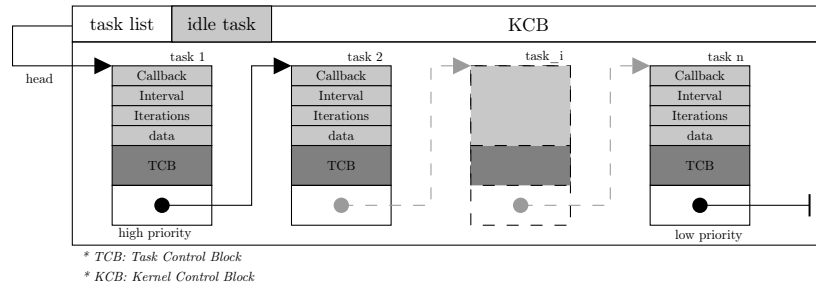 task list idle task KCB
head
task 1 task 2 task_i task n
Callback Callback Callback
Interval Interval Interval
Iterations Iterations Iterations
data data data
TCB TCB TCB
high priority low priority
* TCB: Task Control Block
* KCB: Kernel Control Block